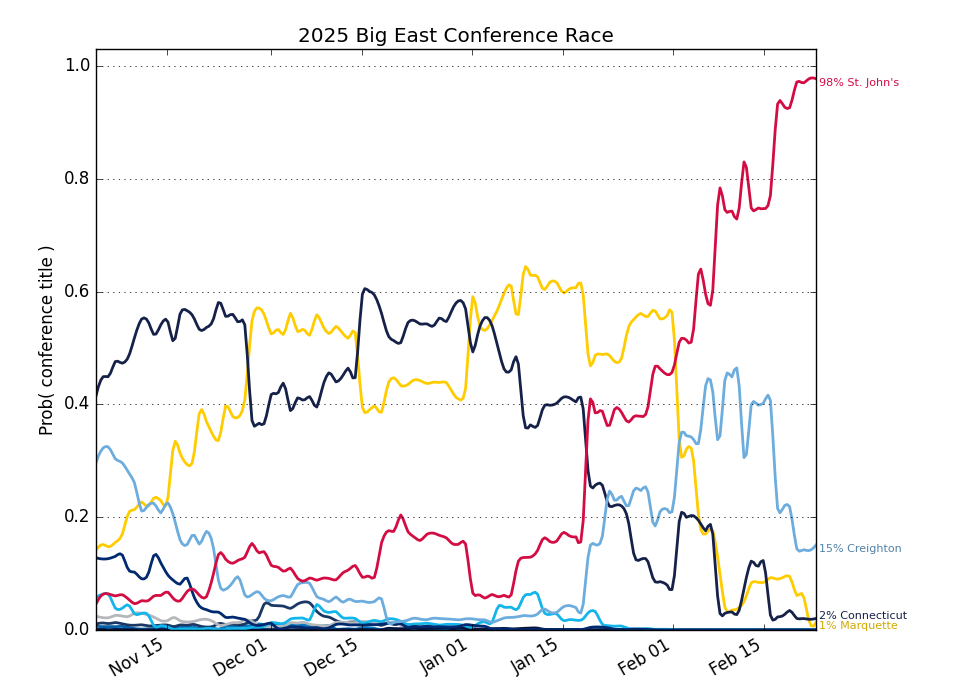 2025 Big East Conference Race
Prob( conference title )
1.0
0.8
0.6
0.4
0.2
0.0
98% St. John's
15% Creighton
2% Connecticut
1% Marquette
Nov 15
Dec 01
Dec 15
Jan 01
Jan 15
Feb 01
Feb 15